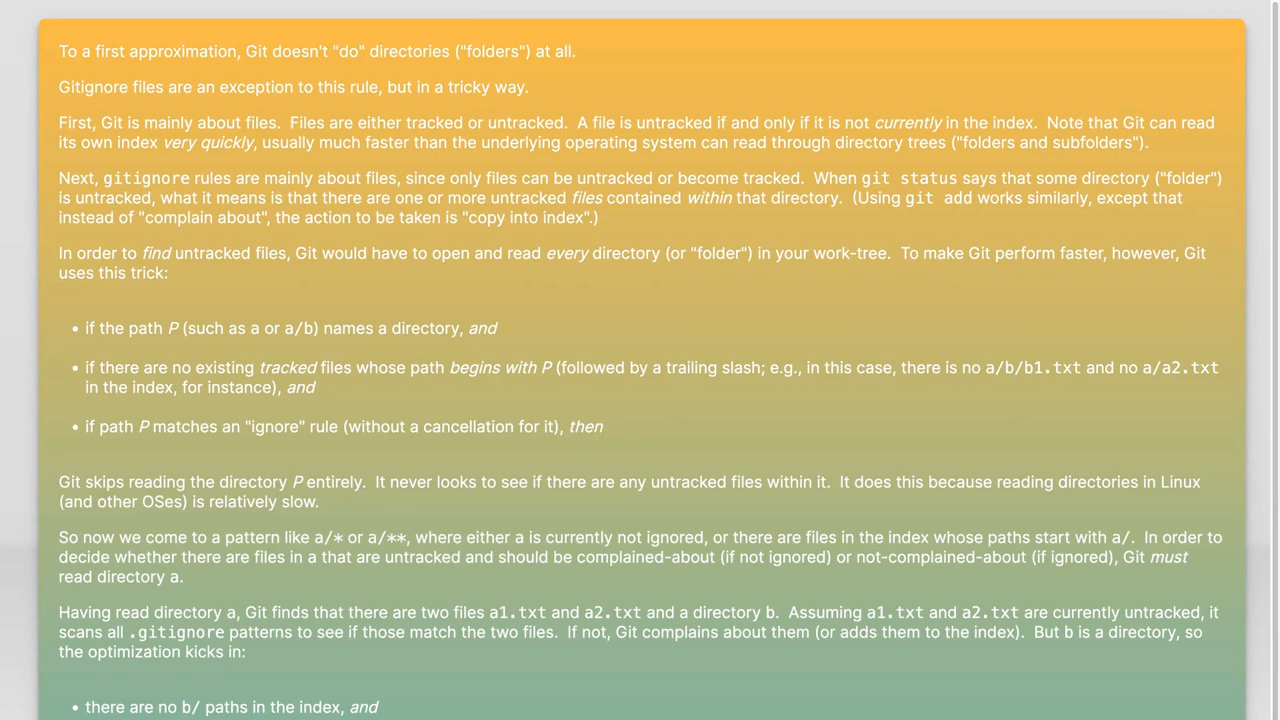 To a first approximation, Git doesn't "do" directories ("folders") at all.
Gitignore files are an exception to this rule, but in a tricky way.
First, Git is mainly about files.  Files are either tracked or untracked.  A file is untracked if and only if it is not currently in the index.  Note that Git can read
its own index very quickly, usually much faster than the underlying operating system can read through directory trees ("folders and subfolders").
Next, gitignore rules are mainly about files, since only files can be untracked or become tracked.  When git status says that some directory ("folder")
is untracked, what it means is that there are one or more untracked files contained within that directory.  (Using git add works similarly, except that
instead of "complain about", the action to be taken is "copy into index".)
In order to find untracked files, Git would have to open and read every directory (or "folder") in your work-tree.  To make Git perform faster, however, Git
uses this trick:
• if the path P (such as a or a/b) names a directory, and
• if there are no existing tracked files whose path begins with P (followed by a trailing slash; e.g., in this case, there is no a/b/b1.txt and no a/a2.txt
in the index, for instance), and
• if path P matches an "ignore" rule (without a cancellation for it), then
Git skips reading the directory P entirely.  It never looks to see if there are any untracked files within it.  It does this because reading directories in Linux
(and other OSes) is relatively slow.
So now we come to a pattern like a/* or a/**, where either a is currently not ignored, or there are files in the index whose paths start with a/.  In order to
decide whether there are files in a that are untracked and should be complained-about (if not ignored) or not-complained-about (if ignored), Git must
read directory a.
Having read directory a, Git finds that there are two files a1.txt and a2.txt and a directory b.  Assuming a1.txt and a2.txt are currently untracked, it
scans all .gitignore patterns to see if those match the two files.  If not, Git complains about them (or adds them to the index).  But b is a directory, so
the optimization kicks in:
• there are no b/ paths in the index, and